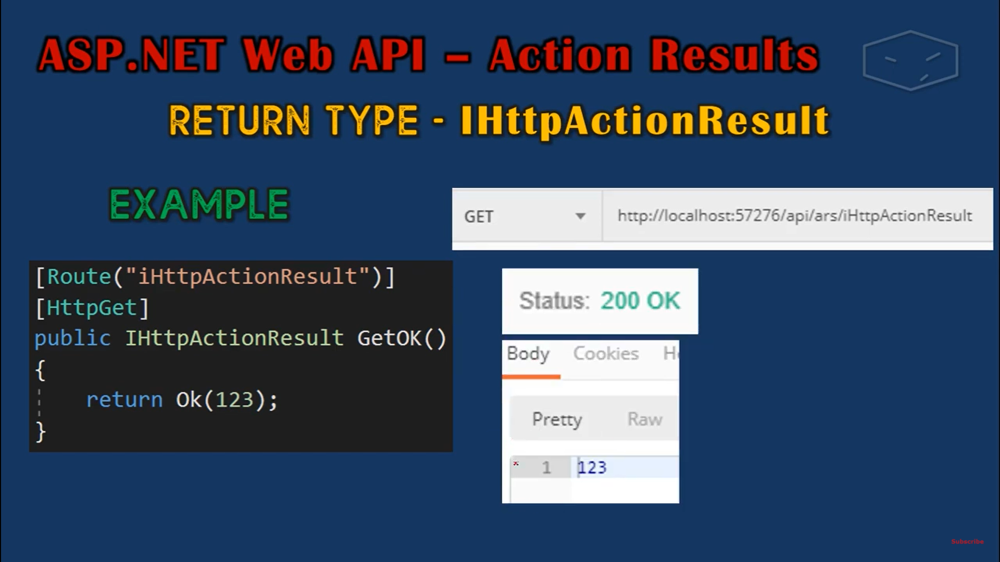 ASP.NET Web API – Action Results
RETURN TYPE - IHttpActionResult
EXAMPLE
GET http://localhost:57276/api/ars/iHttpActionResult
[Route("iHttpActionResult")]
[HttpGet]
public IHttpActionResult GetOK()
{
return Ok(123);
}
Status: 200 OK
Body Cookies
Pretty Raw
1 123
Subscribe